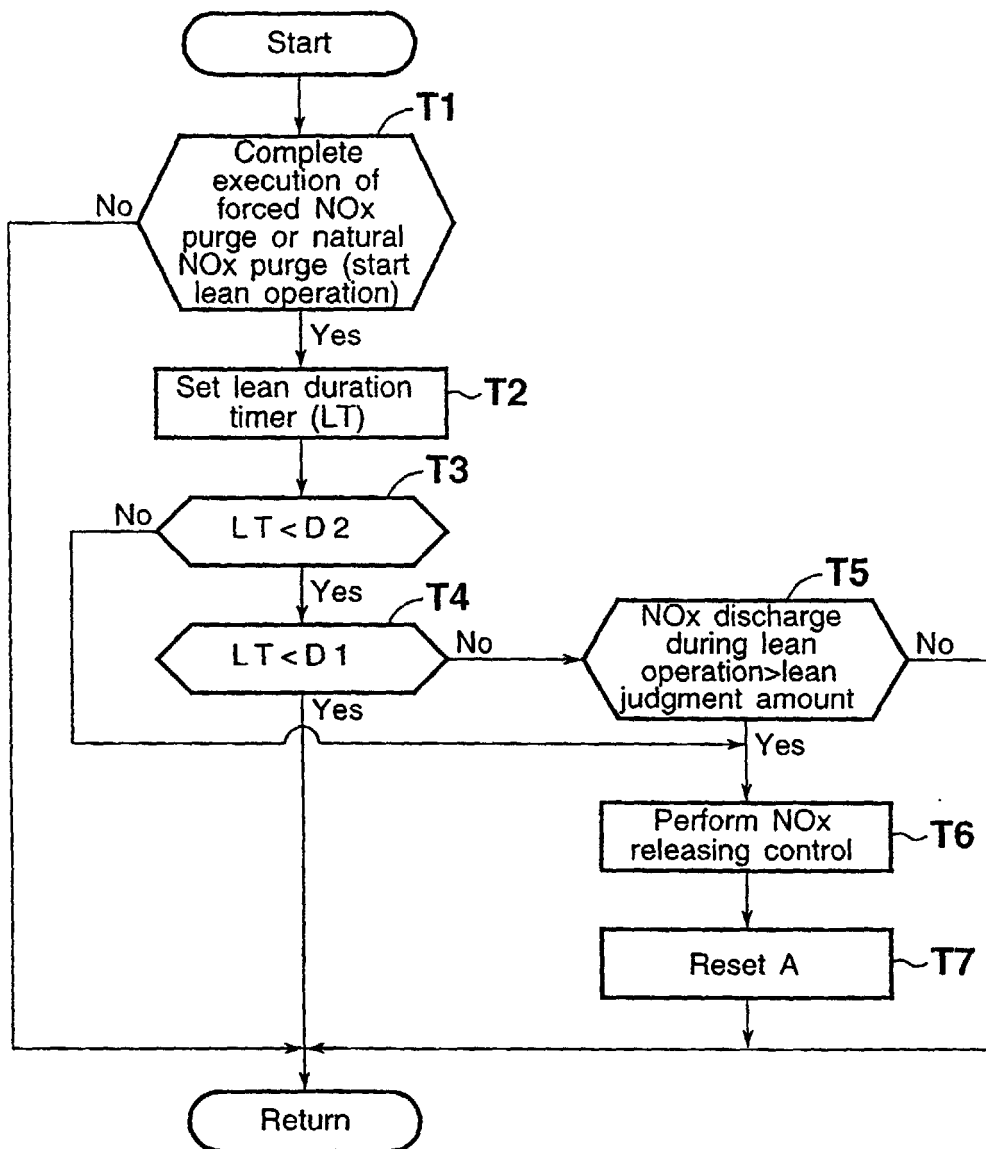 Start
T1
Complete
execution of
forced NOx
purge or natural
NOx purge (start
lean operation)
No
Yes
Set lean duration
timer (LT)
T2
T3
No
LT<D2
Yes
T4
LT<D1
No
Yes
T5
NOx discharge
during lean
operation>lean
judgment amount
No
Yes
Perform NOx
releasing control
T6
Reset A
T7
Return